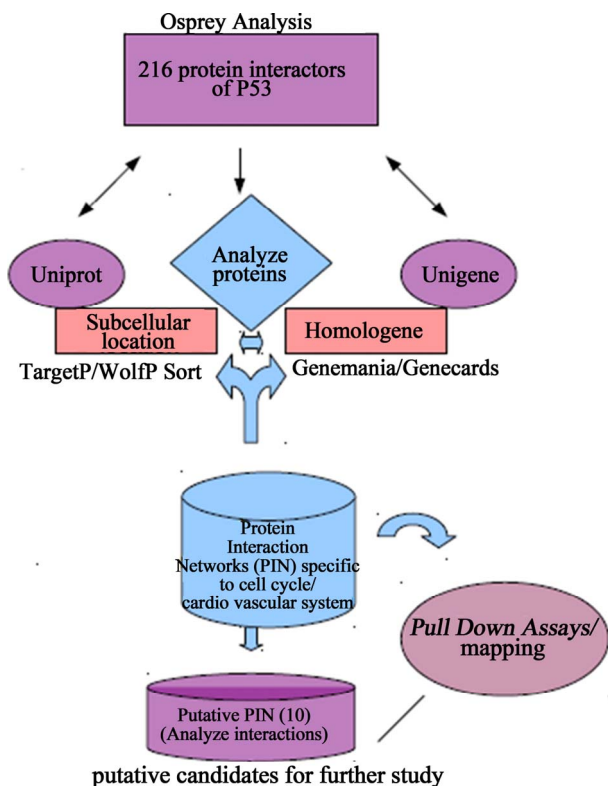 Osprey Analysis
216 protein interactors
of P53
Uniprot
Analyze
proteins
Unigene
Subcellular
location
Homologene
TargetP/WolfP Sort
Genemania/Genecards
Protein
Interaction
Networks (PIN) specific
to cell cycle/
cardio vascular system
Pull Down Assays/
mapping
Putative PIN (10)
(Analyze interactions)
putative candidates for further study